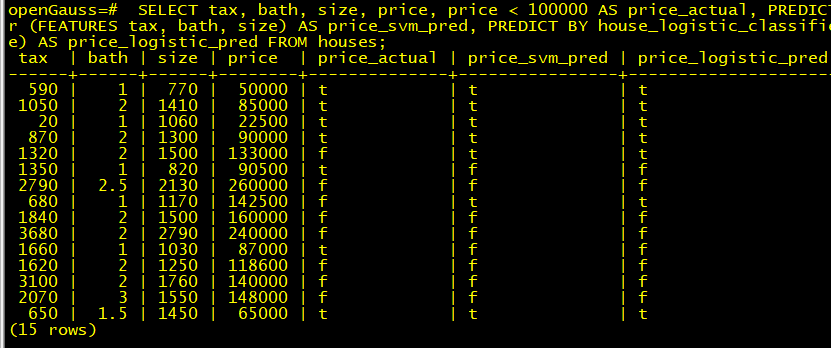 openGauss=#  SELECT tax, bath, size, price, price < 100000 AS price_actual, PREDICT
r (FEATURES tax, bath, size) AS price_svm_pred, PREDICT BY house_logistic_classifi
e) AS price_logistic_pred FROM houses;
 tax  | bath | size | price  | price_actual | price_svm_pred | price_logistic_pred
------+------+------+--------+--------------+----------------+--------------------
  590 |    1 |  770 |  50000 | t            | t              | t
 1050 |    2 | 1410 |  85000 | t            | t              | t
   20 |    1 | 1060 |  22500 | t            | t              | t
  870 |    2 | 1300 |  90000 | t            | t              | t
 1320 |    2 | 1500 | 133000 | f            | t              | t
 1350 |    1 |  820 |  90500 | t            | f              | f
 2790 |  2.5 | 2130 | 260000 | f            | f              | f
  680 |    1 | 1170 | 142500 | f            | t              | f
 1840 |    2 | 1500 | 160000 | f            | f              | f
 3680 |    2 | 2790 | 240000 | f            | f              | f
 1660 |    1 | 1030 |  87000 | t            | f              | f
 1620 |    2 | 1250 | 118600 | f            | f              | f
 3100 |    2 | 1760 | 140000 | f            | f              | f
 2070 |    3 | 1550 | 148000 | f            | f              | f
  650 |  1.5 | 1450 |  65000 | t            | t              | t
(15 rows)